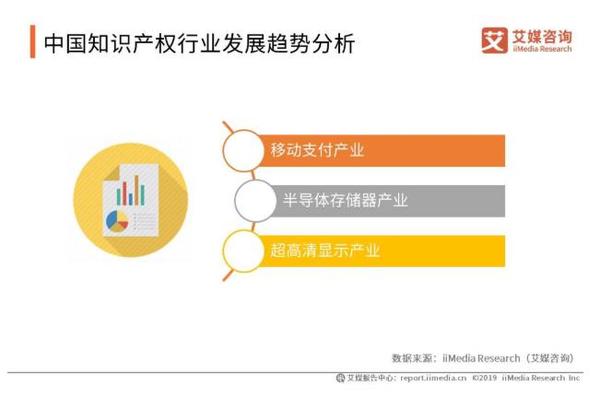 中国知识产权行业发展趋势分析
艾 艾媒咨询
iiMedia Research
移动支付产业
半导体存储器产业
超高清显示产业
数据来源：iiMedia Research（艾媒咨询）
艾媒报告中心：report.iimedia.cn ©2019 iiMedia Research Inc